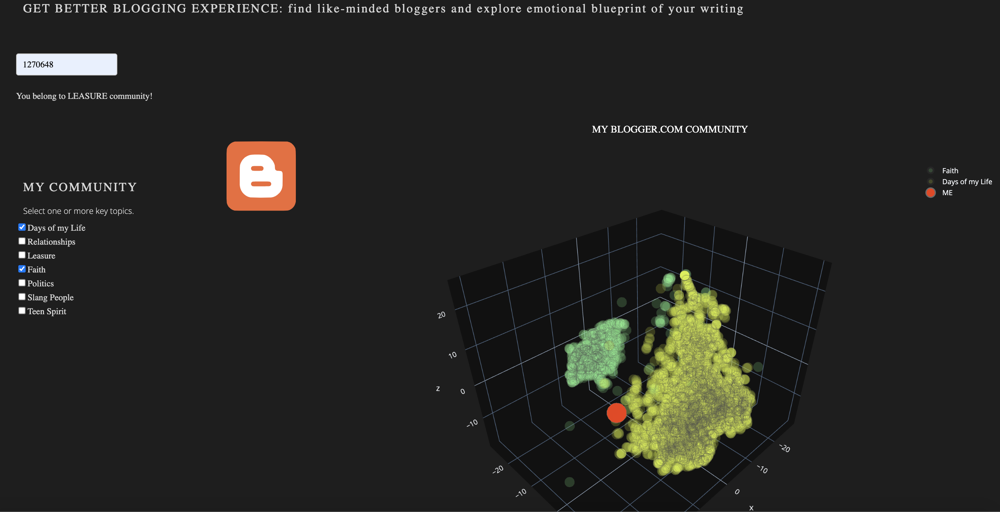 GET BETTER BLOGGING EXPERIENCE: find like-minded bloggers and explore emotional blueprint of your writing
1270648
You belong to LEASURE community!
MY COMMUNITY
Select one or more key topics.
Days of my Life
Relationships
Leasure
Faith
Politics
Slang People
Teen Spirit
MY BLOGGER.COM COMMUNITY
Faith
Days of my Life
ME
20
10
z
0
−10
−20
−10
−20
−10
0
x